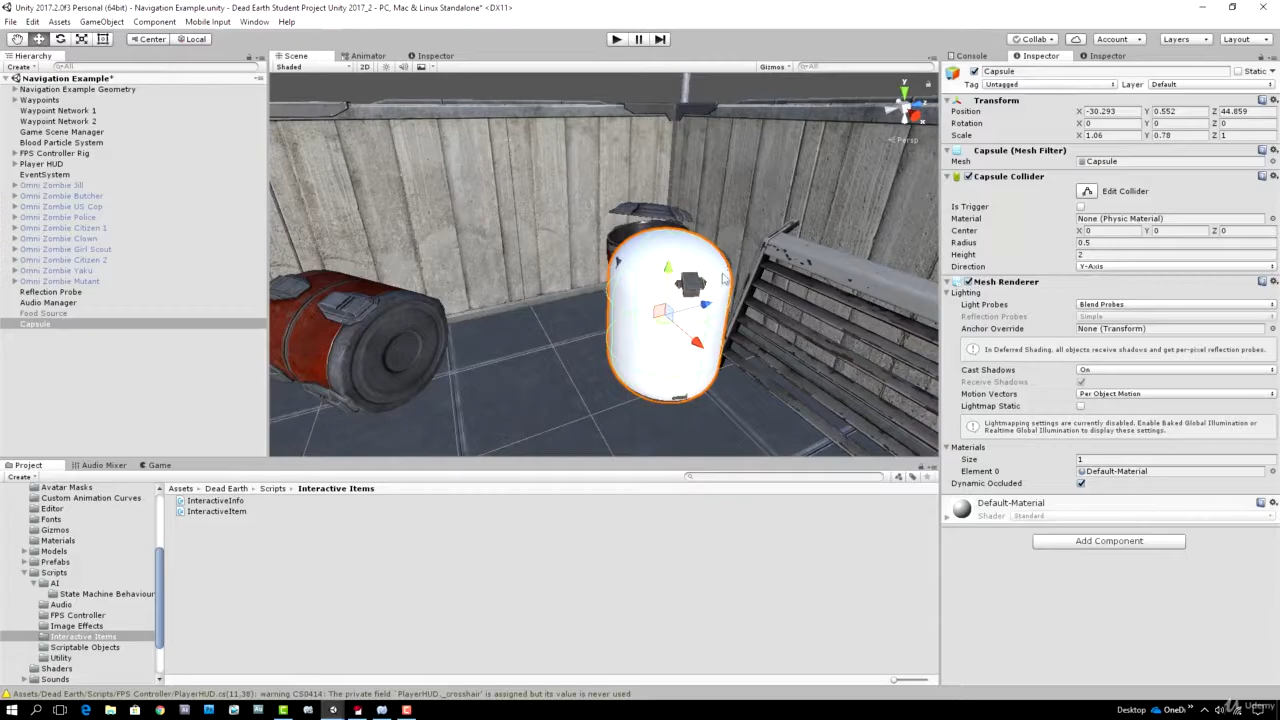 Unity 2017.2.0f3 Personal (64bit) - Navigation Example.unity - Dead Earth Student Project Unity 2017_2 - PC, Mac & Linux Standalone* <DX11>
File Edit Assets GameObject Component Mobile Input Window Help
Center Local Collab Account Layers Layout
Hierarchy
Create All
Navigation Example*
Navigation Example Geometry
Waypoints
Waypoint Network 1
Waypoint Network 2
Game Scene Manager
Blood Particle System
FPS Controller Rig
Player HUD
EventSystem
Omni Zombie Jill
Omni Zombie Butcher
Omni Zombie US Cop
Omni Zombie Police
Omni Zombie Citizen 1
Omni Zombie Clown
Omni Zombie Girl Scout
Omni Zombie Citizen 2
Omni Zombie Yaku
Omni Zombie Mutant
Reflection Probe
Audio Manager
Food Source
Capsule
Scene Animator Inspector
Shaded 2D Gizmos All
y
Persp
Console Inspector Inspector
Capsule Static
Tag Untagged Layer Default
Transform
Position X -30.293 Y 0.552 Z 44.859
Rotation X 0 Y 0 Z 0
Scale X 1.06 Y 0.78 Z 1
Capsule (Mesh Filter)
Mesh Capsule
Capsule Collider
Edit Collider
Is Trigger
Material None (Physic Material)
Center X 0 Y 0 Z 0
Radius 0.5
Height 2
Direction Y-Axis
Mesh Renderer
Lighting
Light Probes Blend Probes
Reflection Probes Simple
Anchor Override None (Transform)
In Deferred Shading, all objects receive shadows and get per-pixel reflection probes.
Cast Shadows On
Receive Shadows
Motion Vectors Per Object Motion
Lightmap Static
Lightmapping settings are currently disabled. Enable Baked Global Illumination or
Realtime Global Illumination to display these settings.
Materials
Size 1
Element 0 Default-Material
Dynamic Occluded
Default-Material
Shader Standard
Add Component
Project Audio Mixer Game
Create
Avatar Masks
Custom Animation Curves
Editor
Fonts
Gizmos
Materials
Models
Prefabs
Scripts
AI
State Machine Behaviour
Audio
FPS Controller
Image Effects
Interactive Items
Scriptable Objects
Utility
Shaders
Sounds
Assets Dead Earth Scripts Interactive Items
InteractiveInfo
InteractiveItem
Assets/Dead Earth/Scripts/FPS Controller/PlayerHUD.cs(11,38): warning CS0414: The private field `PlayerHUD._crosshair' is assigned but its value is never used
Desktop OneDr
Udemy